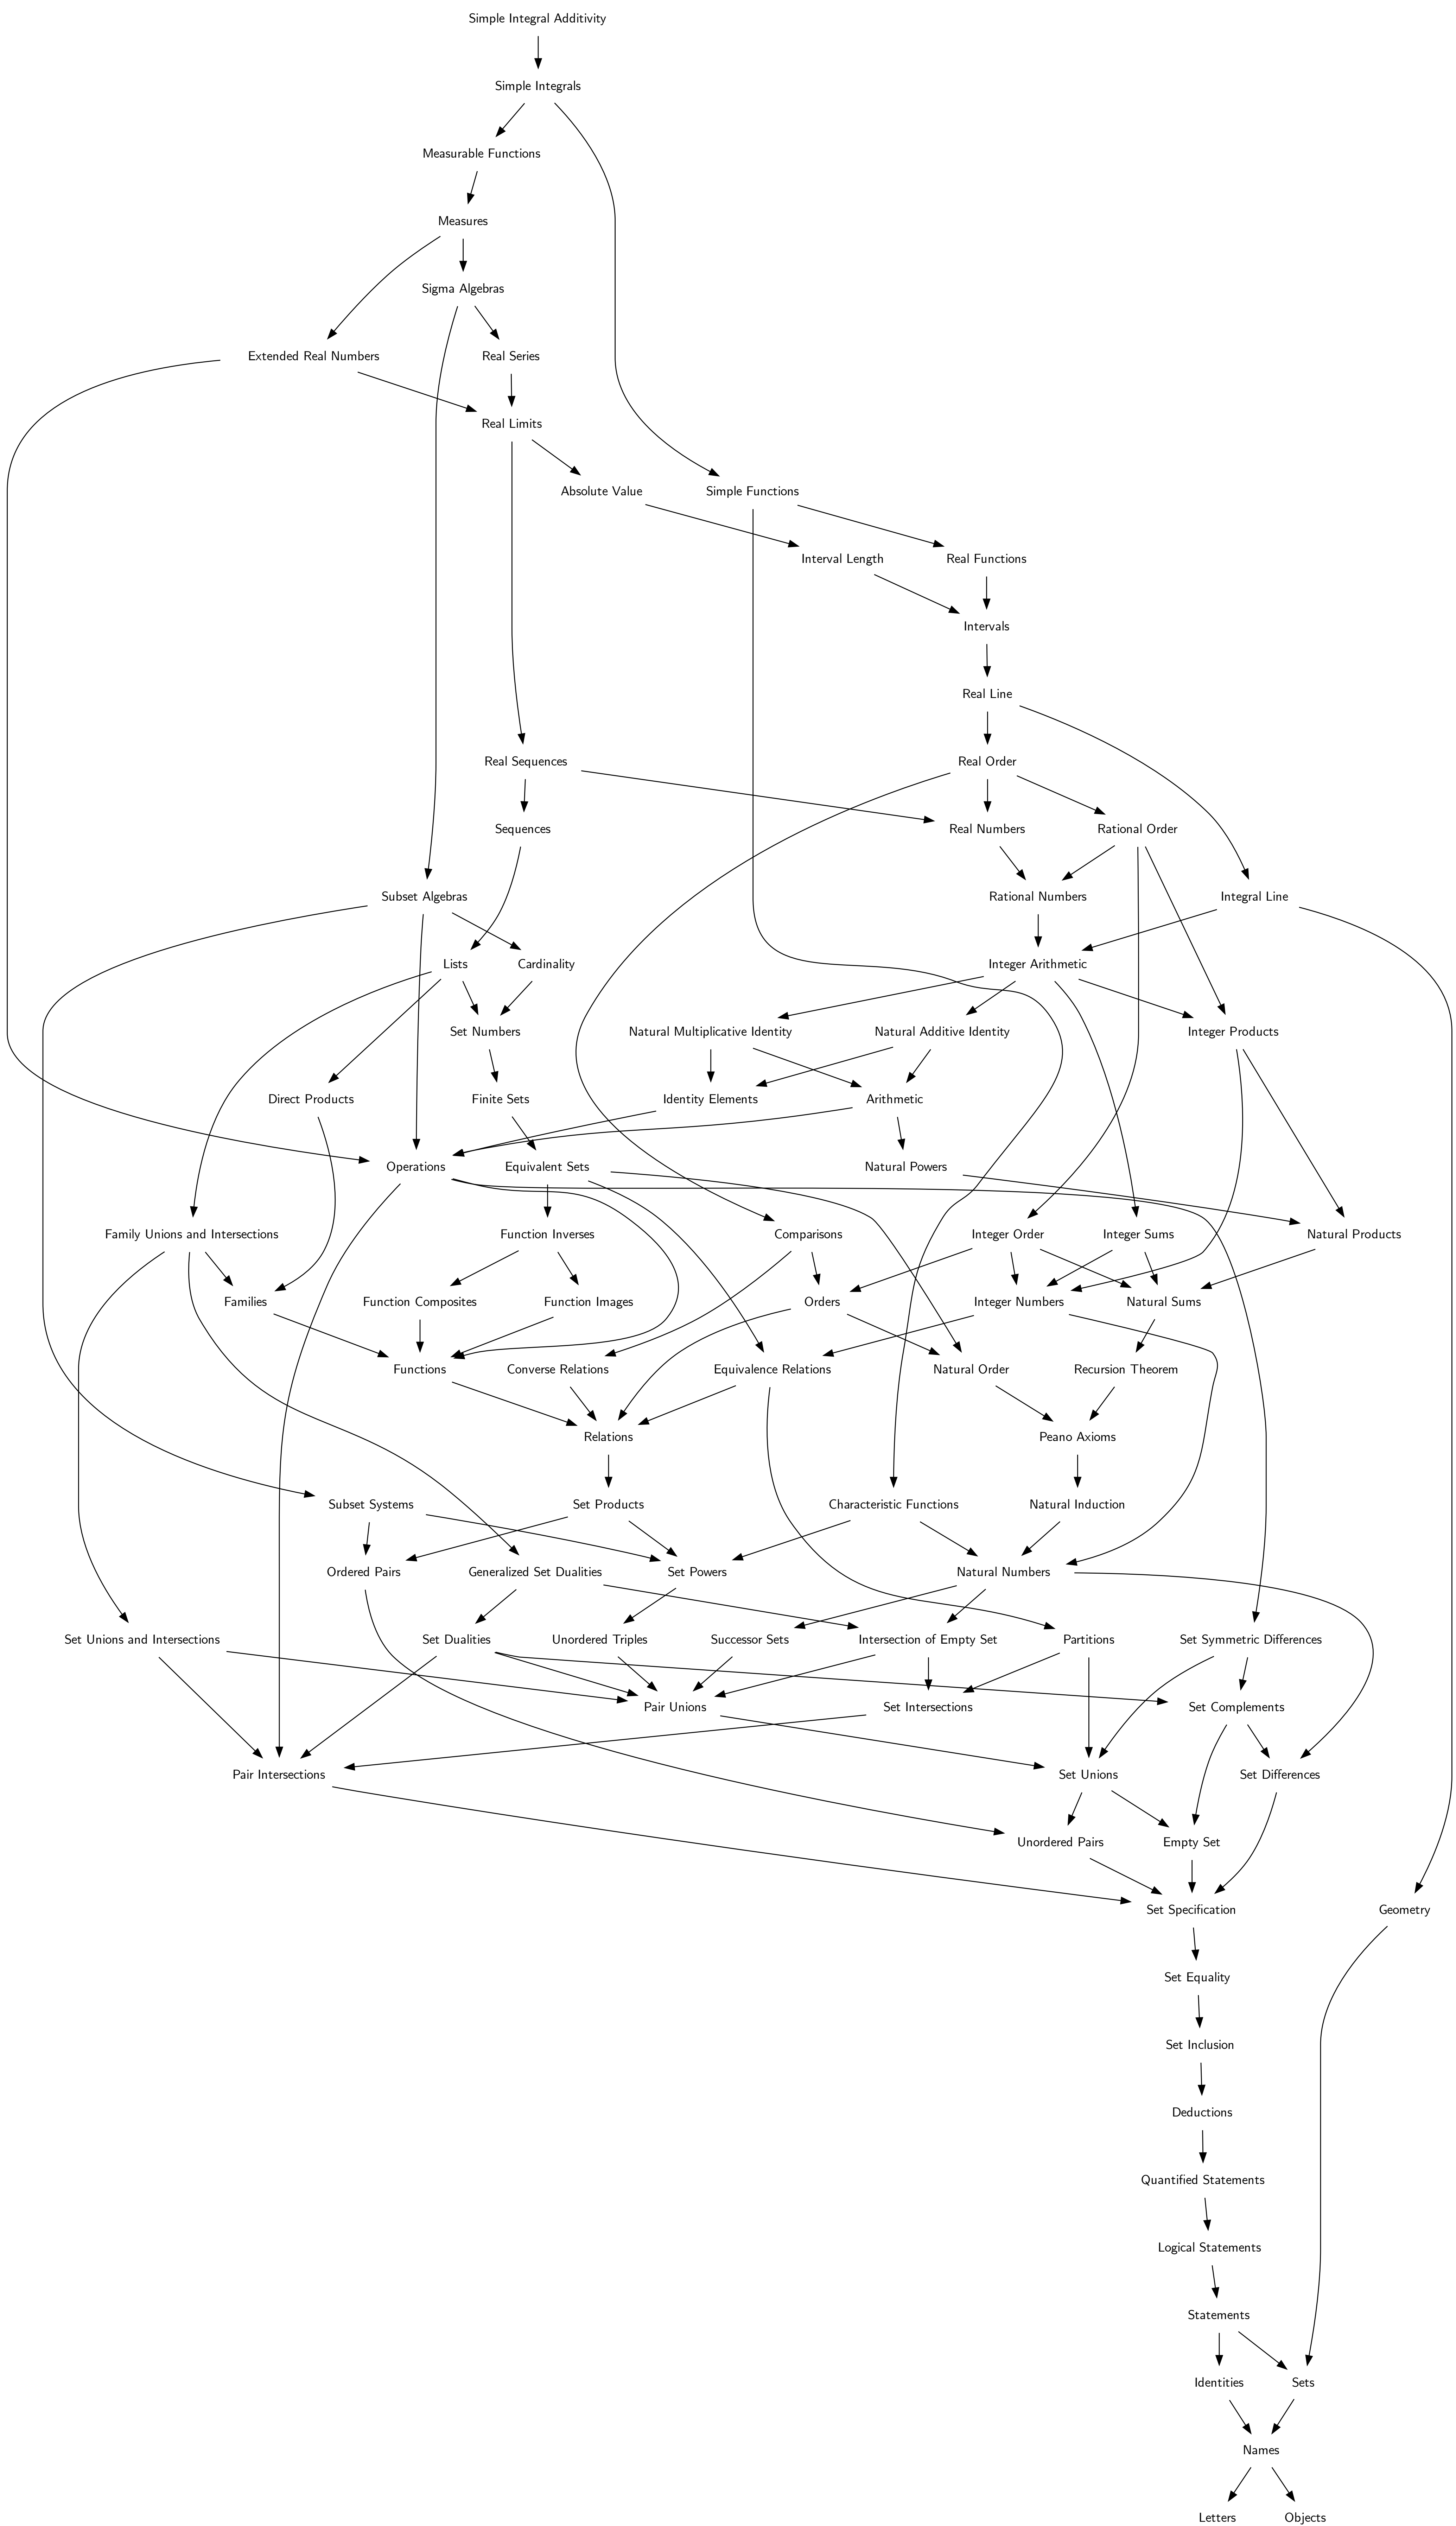 Simple Integral Additivity
Simple Integrals
Measurable Functions
Measures
Sigma Algebras
Extended Real Numbers
Real Series
Real Limits
Absolute Value
Simple Functions
Interval Length
Real Functions
Intervals
Real Line
Real Sequences
Real Order
Sequences
Real Numbers
Rational Order
Subset Algebras
Rational Numbers
Integral Line
Lists
Cardinality
Integer Arithmetic
Set Numbers
Natural Multiplicative Identity
Natural Additive Identity
Integer Products
Direct Products
Finite Sets
Identity Elements
Arithmetic
Operations
Equivalent Sets
Natural Powers
Family Unions and Intersections
Function Inverses
Comparisons
Integer Order
Integer Sums
Natural Products
Families
Function Composites
Function Images
Orders
Integer Numbers
Natural Sums
Functions
Converse Relations
Equivalence Relations
Natural Order
Recursion Theorem
Relations
Peano Axioms
Subset Systems
Set Products
Characteristic Functions
Natural Induction
Ordered Pairs
Generalized Set Dualities
Set Powers
Natural Numbers
Set Unions and Intersections
Set Dualities
Unordered Triples
Successor Sets
Intersection of Empty Set
Partitions
Set Symmetric Differences
Pair Unions
Set Intersections
Set Complements
Pair Intersections
Set Unions
Set Differences
Unordered Pairs
Empty Set
Set Specification
Geometry
Set Equality
Set Inclusion
Deductions
Quantified Statements
Logical Statements
Statements
Identities
Sets
Names
Letters
Objects